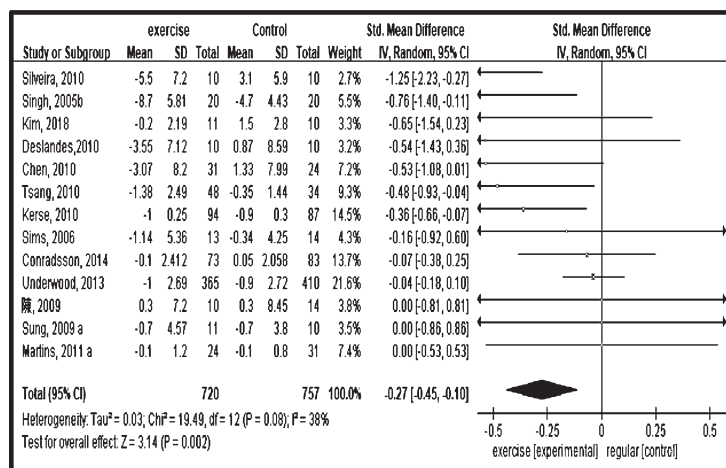 exercise Control Std. Mean Difference Std. Mean Difference
Study or Subgroup Mean SD Total Mean SD Total Weight IV, Random, 95% CI IV, Random, 95% CI
Silveira, 2010 -5.5 7.2 10 3.1 5.9 10 2.7% -1.25 [-2.23, -0.27]
Singh, 2005b -8.7 5.81 20 -4.7 4.43 20 5.5% -0.76 [-1.40, -0.11]
Kim, 2018 -0.2 2.19 11 1.5 2.8 10 3.3% -0.65 [-1.54, 0.23]
Deslandes,2010 -3.55 7.12 10 0.87 8.59 10 3.2% -0.54 [-1.43, 0.36]
Chen, 2010 -3.07 8.2 31 1.33 7.99 24 7.2% -0.53 [-1.08, 0.01]
Tsang, 2010 -1.38 2.49 48 -0.35 1.44 34 9.5% -0.48 [-0.93, -0.04]
Kerse, 2010 -1 0.25 94 -0.9 0.3 87 14.5% -0.36 [-0.66, -0.07]
Sims, 2006 -1.14 5.36 13 -0.34 4.25 14 4.3% -0.16 [-0.92, 0.60]
Conradsson, 2014 -0.1 2.412 73 0.05 2.058 83 13.7% -0.07 [-0.38, 0.25]
Underwood, 2013 -1 2.69 365 -0.9 2.72 410 21.6% -0.04 [-0.18, 0.10]
陳, 2009 0.3 7.2 10 0.3 8.45 14 3.8% 0.00 [-0.81, 0.81]
Sung, 2009 a -0.7 4.57 11 -0.7 3.8 10 3.5% 0.00 [-0.86, 0.86]
Martins, 2011 a -0.1 1.2 24 -0.1 0.8 31 7.4% 0.00 [-0.53, 0.53]
Total (95% CI) 720 757 100.0% -0.27 [-0.45, -0.10]
Heterogeneity: Tau² = 0.03; Chi² = 19.49, df = 12 (P = 0.08); I² = 38%
Test for overall effect: Z = 3.14 (P = 0.002)
-0.5 -0.25 0 0.25 0.5
exercise [experimental] regular [control]